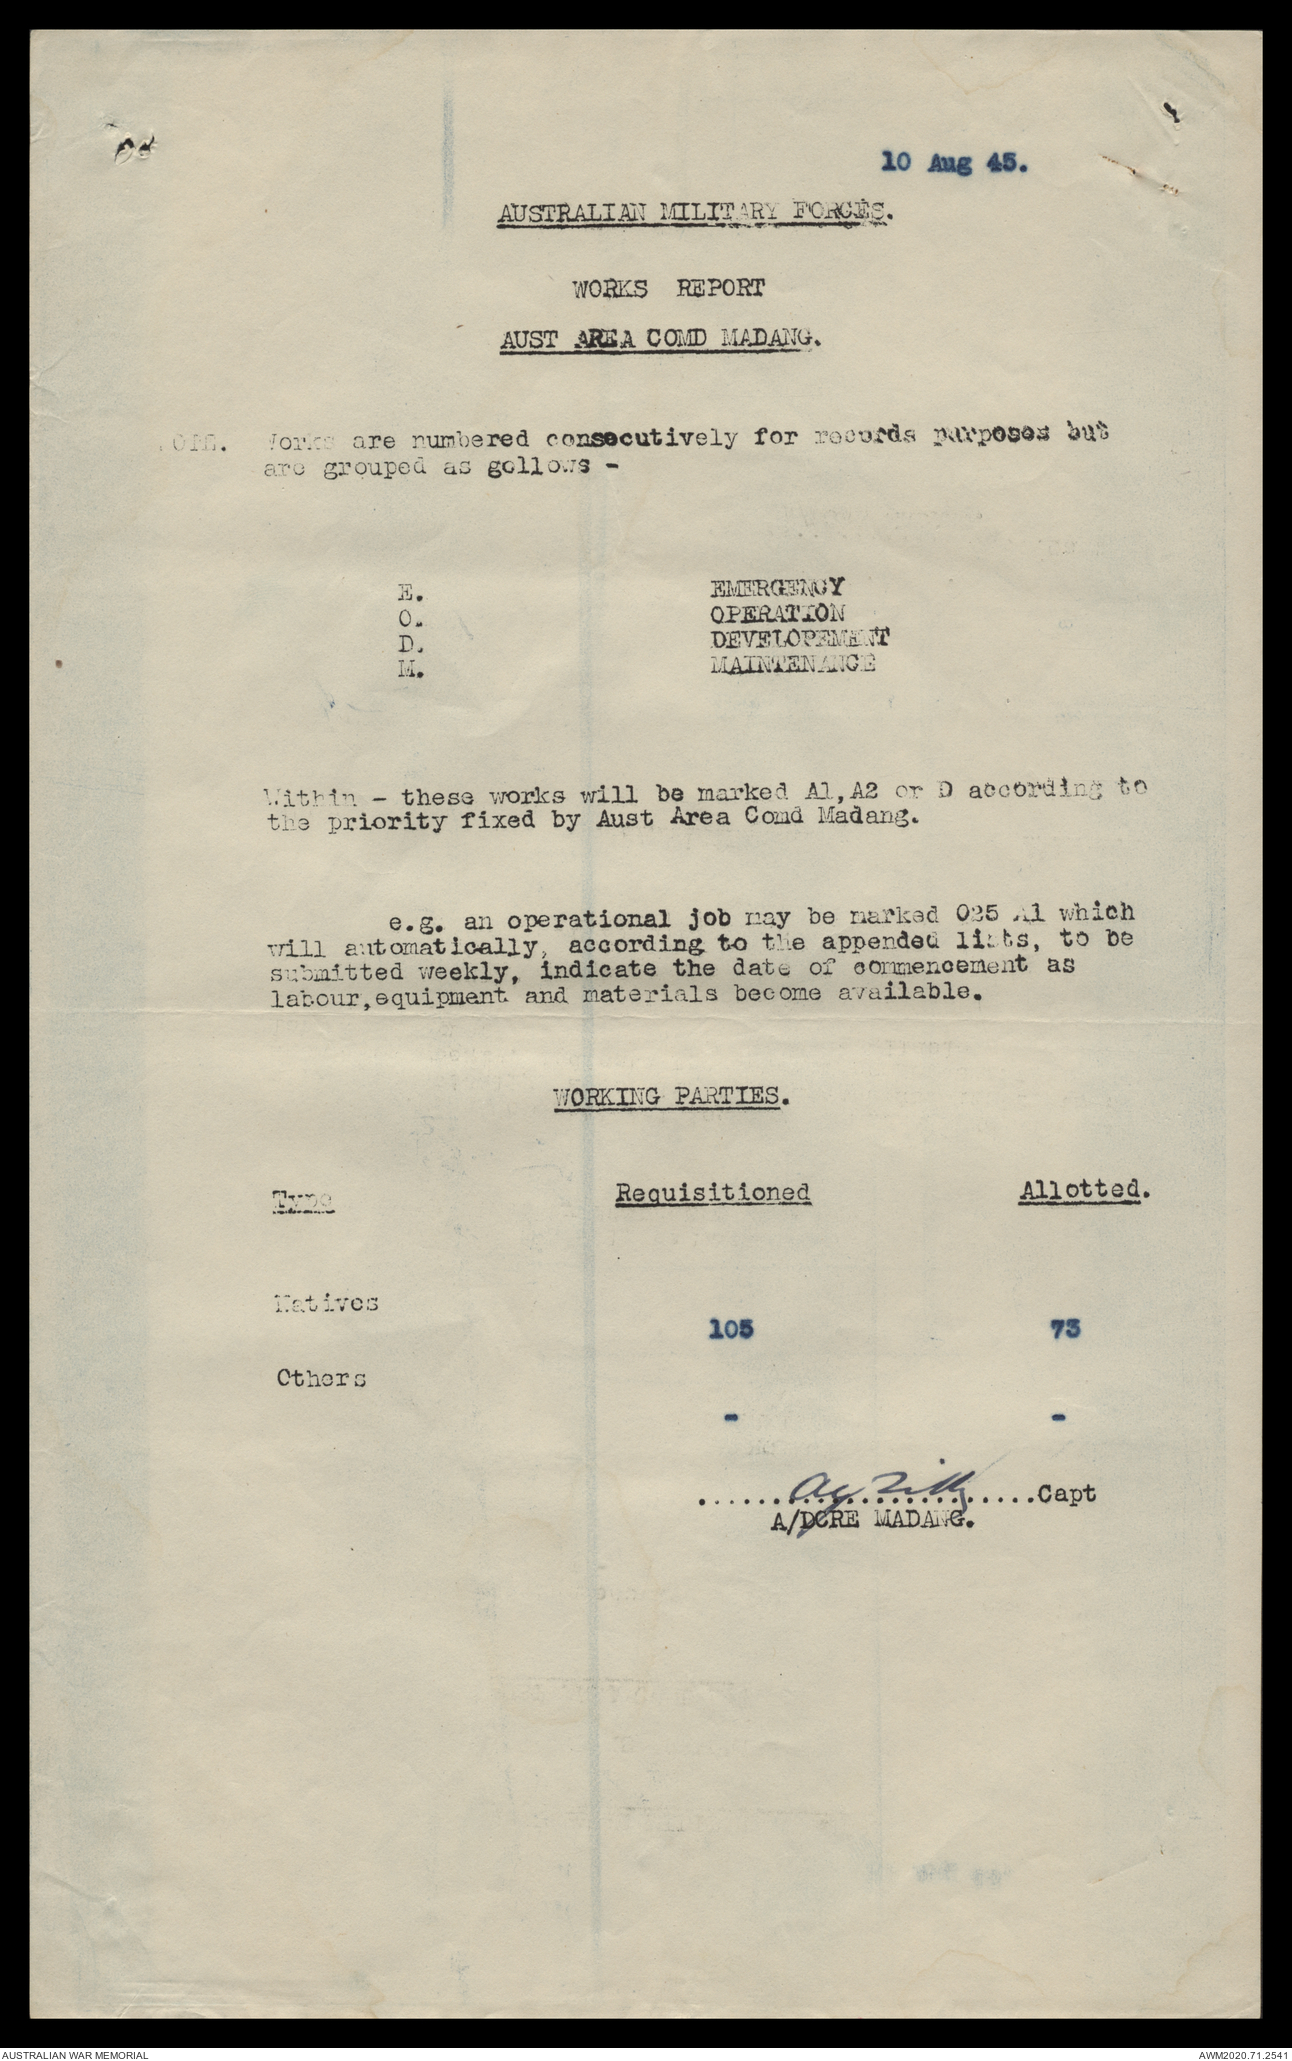 10 Aug 45.
AUSTRALIAN MILITARY FORCES.
WORKS REPORT
AUST AREA COMD MADANG.
NOTE. Works are numbered consecutively for records purposes but
are grouped as gollows -
E. EMERGENCY
O. OPERATION
D. DEVELOPEMENT
M. MAINTENANCE
Within - these works will be marked A1,A2 or D according to
the priority fixed by Aust Area Comd Madang.
e.g. an operational job may be marked O25 A1 which
will automatically, according to the appended lists, to be
submitted weekly, indicate the date of commencement as
labour,equipment and materials become available.
WORKING PARTIES.
Type Requisitioned Allotted.
Natives
105 73
Others
- -
......................Capt
A/DCRE MADANG.
AUSTRALIAN WAR MEMORIAL AWM2020.71.2541